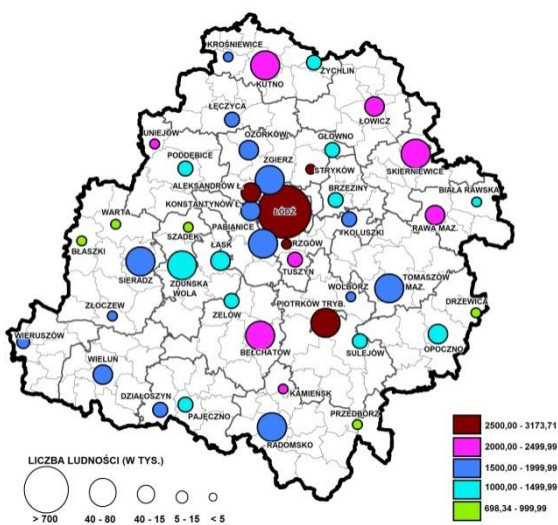 KROŚNIEWICE
KUTNO
ŻYCHLIN
ŁĘCZYCA
ŁOWICZ
UNIEJÓW
OZORKÓW
GŁOWNO
PODDĘBICE
ZGIERZ
STRYKÓW
SKIERNIEWICE
ALEKSANDRÓW Ł.
BRZEZINY
BIAŁA RAWSKA
KONSTANTYNÓW Ł.
ŁÓDŹ
WARTA
SZADEK
PABIANICE
KOLUSZKI
RAWA MAZ.
BŁASZKI
ŁASK
RZGÓW
TUSZYN
SIERADZ
ZDUŃSKA
WOLA
WOLBÓRZ
TOMASZÓW
MAZ.
ZŁOCZEW
ZELÓW
PIOTRKÓW TRYB.
DRZEWICA
WIERUSZÓW
BEŁCHATÓW
SULEJÓW
OPOCZNO
WIELUŃ
DZIAŁOSZYN
PAJĘCZNO
KAMIEŃSK
PRZEDBÓRZ
RADOMSKO
LICZBA LUDNOŚCI (W TYS.)
> 700 40 - 80 40 - 15 5 - 15 < 5
2500,00 - 3173,71
2000,00 - 2499,99
1500,00 - 1999,99
1000,00 - 1499,99
698,34 - 999,99